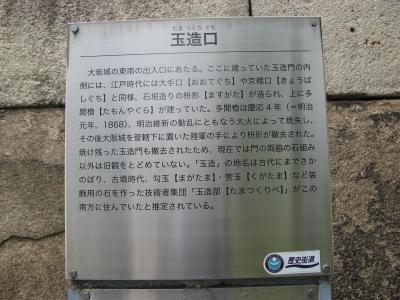 たま つくり ぐち
玉造口
大阪城の東南の出入口にあたる。ここに建っていた玉造門の内
側には、江戸時代には大手口【おおてぐち】や京橋口【きょうば
しぐち】と同様、石垣造りの枡形【ますがた】が造られ、上に多
聞櫓【たもんやぐら】が建っていた。多聞櫓は慶応4年(=明治
元年、1868)、明治維新の動乱にともなう大火によって焼失し、
その後大阪城を管轄下に置いた陸軍の手により枡形が撤去された。
焼け残った玉造門も撤去されたため、現在では門の両脇の石組み
以外は旧観をとどめていない。「玉造」の地名は古代にまでさか
のぼり、古墳時代、勾玉【まがたま】・管玉【くがたま】など装
飾用の石を作った技術者集団「玉造部【たまつくりべ】」がこの
南方に住んでいたと推定されている。
歴史街道